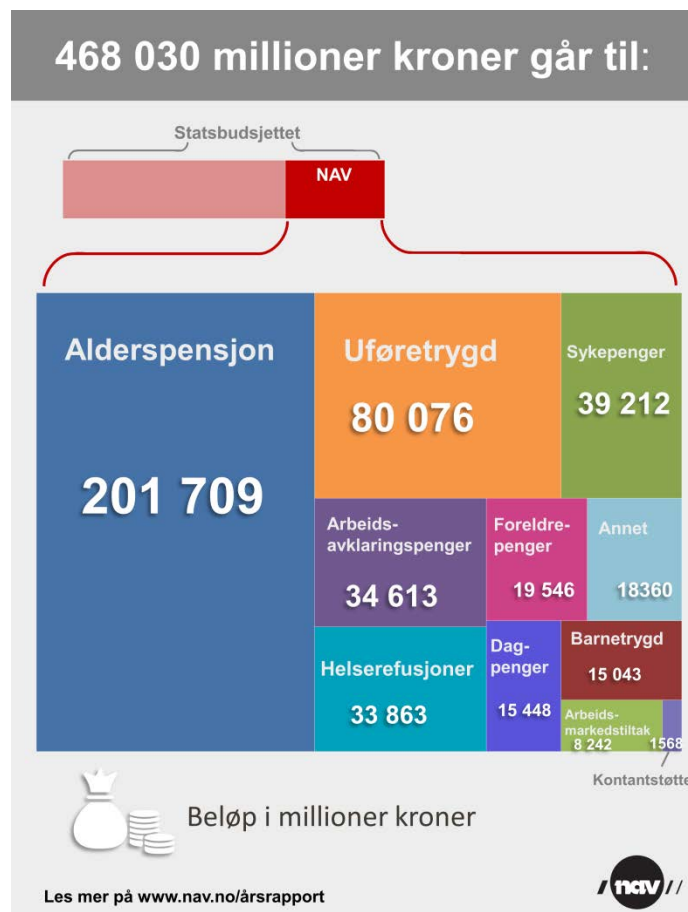 468 030 millioner kroner går til:
Statsbudsjettet
NAV
Alderspensjon
201 709
Uføretrygd
80 076
Sykepenger
39 212
Arbeids-
avklaringspenger
34 613
Foreldre-
penger
19 546
Annet
18360
Helserefusjoner
33 863
Dag-
penger
15 448
Barnetrygd
15 043
Arbeids-
markedstiltak
8 242
1568
Kontantstøtte
Beløp i millioner kroner
Les mer på www.nav.no/årsrapport
nav